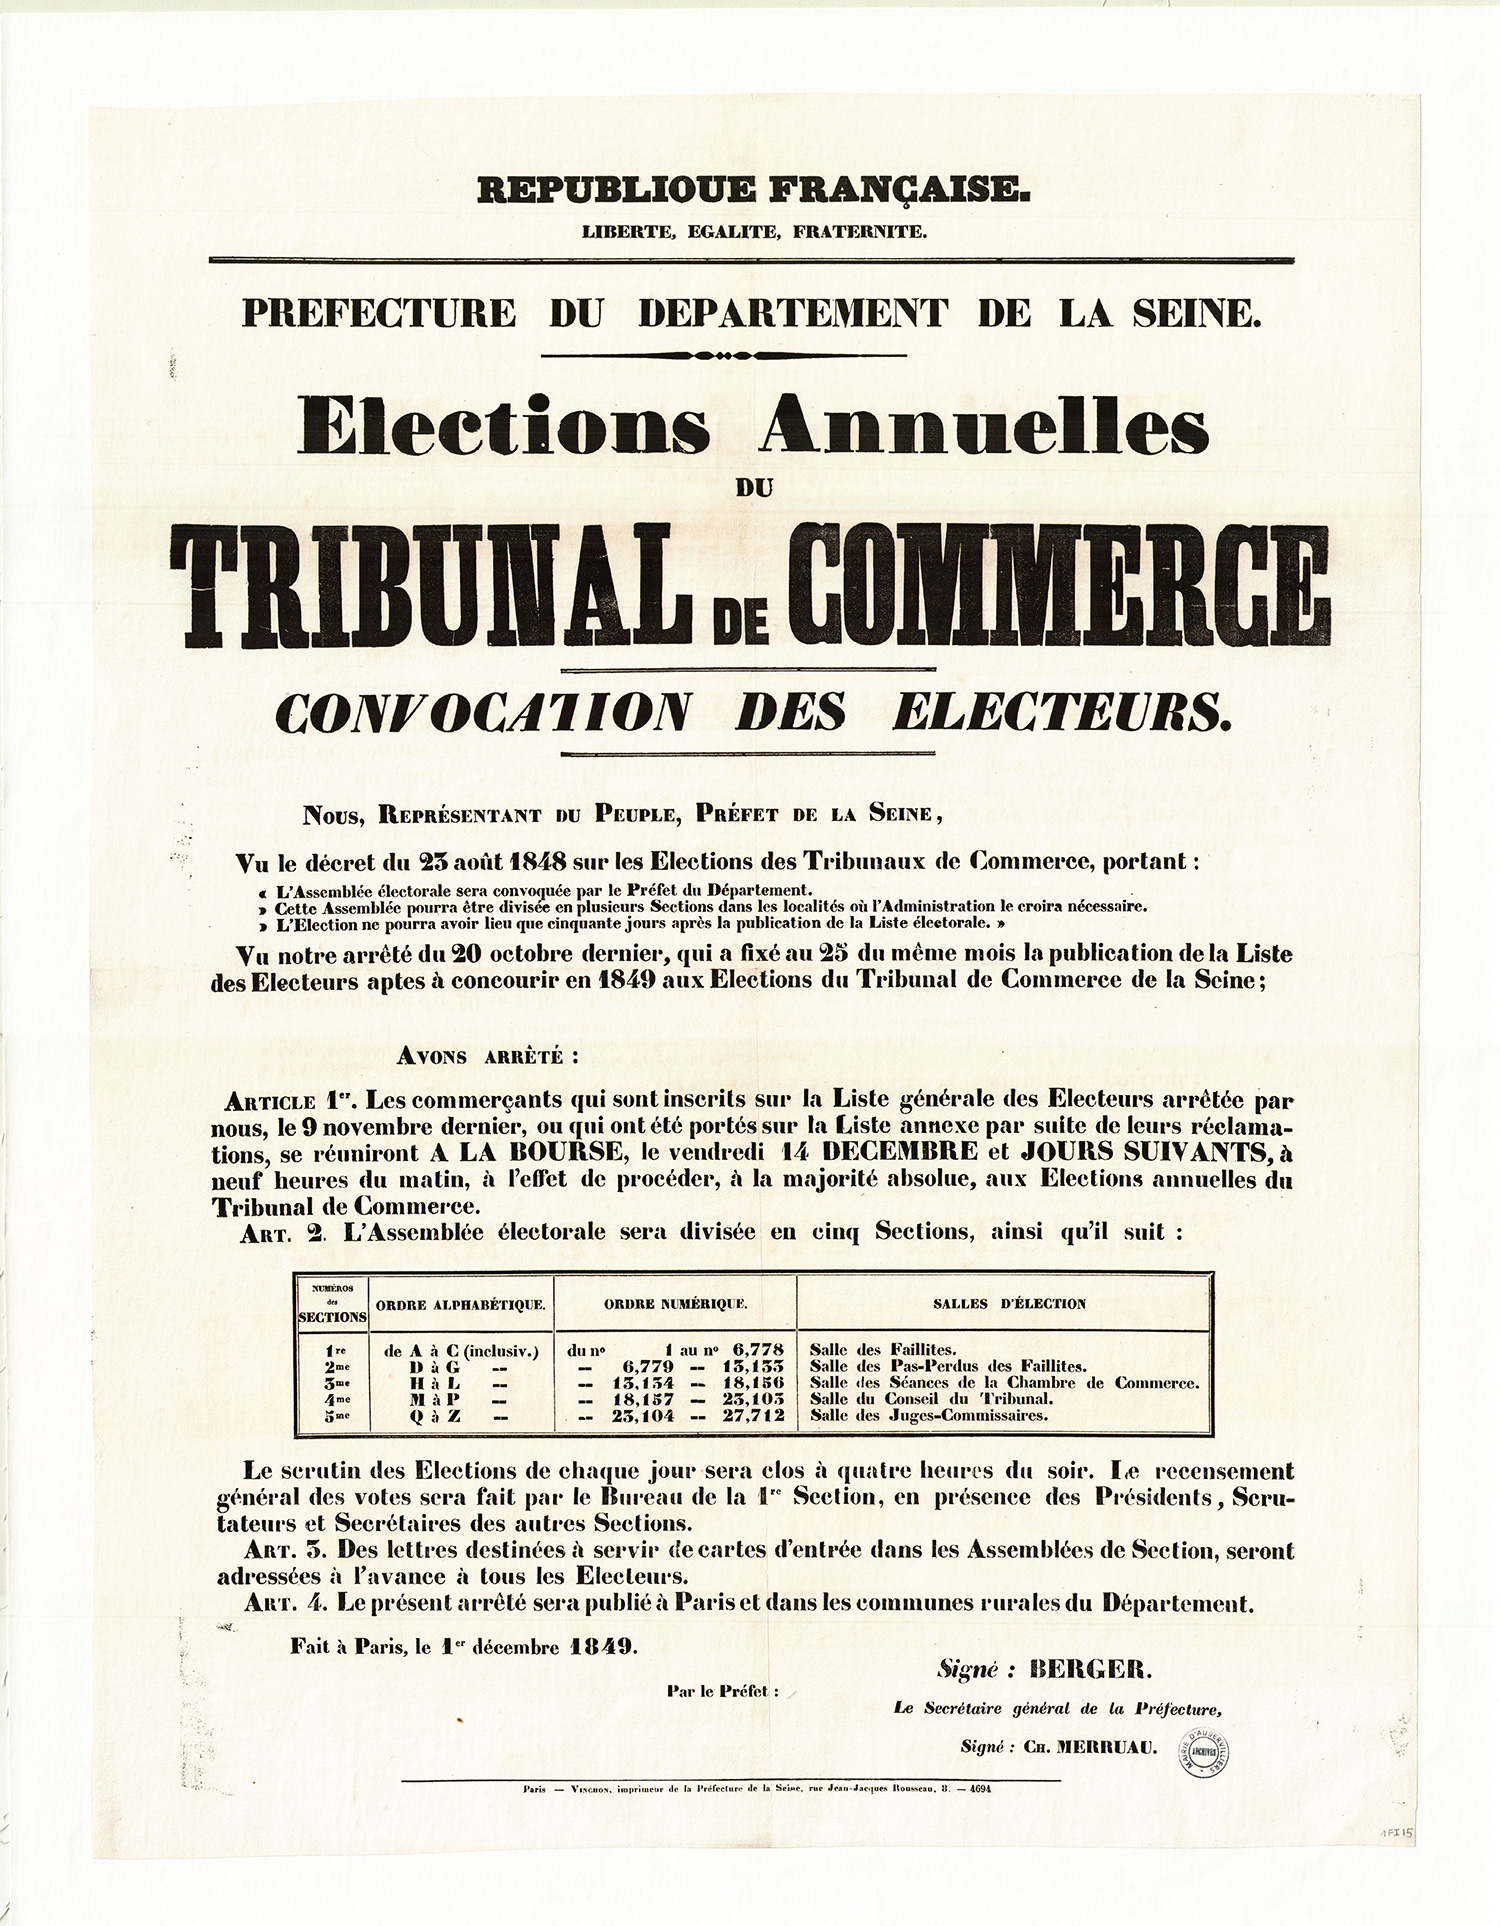 REPUBLIQUE FRANÇAISE.
LIBERTE, EGALITE, FRATERNITE.
PREFECTURE DU DEPARTEMENT DE LA SEINE.
Elections Annuelles
DU
TRIBUNAL DE COMMERCE
CONVOCATION DES ELECTEURS.
Nous, Représentant du Peuple, Préfet de la Seine,
Vu le décret du 23 août 1848 sur les Elections des Tribunaux de Commerce, portant :
« L'Assemblée électorale sera convoquée par le Préfet du Département.
» Cette Assemblée pourra être divisée en plusieurs Sections dans les localités où l'Administration le croira nécessaire.
» L'Election ne pourra avoir lieu que cinquante jours après la publication de la Liste électorale. »
Vu notre arrêté du 20 octobre dernier, qui a fixé au 25 du même mois la publication de la Liste
des Electeurs aptes à concourir en 1849 aux Elections du Tribunal de Commerce de la Seine ;
Avons arrêté :
Article 1er. Les commerçants qui sont inscrits sur la Liste générale des Electeurs arrêtée par
nous, le 9 novembre dernier, ou qui ont été portés sur la Liste annexe par suite de leurs réclama-
tions, se réuniront A LA BOURSE, le vendredi 14 DECEMBRE et JOURS SUIVANTS, à
neuf heures du matin, à l'effet de procéder, à la majorité absolue, aux Elections annuelles du
Tribunal de Commerce.
Art. 2. L'Assemblée électorale sera divisée en cinq Sections, ainsi qu'il suit :
NUMÉROS des SECTIONS ORDRE ALPHABÉTIQUE. ORDRE NUMÉRIQUE. SALLES D'ÉLECTION
1re de A à C (inclusiv.) du no 1 au no 6,778 Salle des Faillites.
2me D à G -- -- 6,779 -- 13,133 Salle des Pas-Perdus des Faillites.
3me H à L -- -- 13,134 -- 18,156 Salle des Séances de la Chambre de Commerce.
4me M à P -- -- 18,157 -- 23,103 Salle du Conseil du Tribunal.
5me Q à Z -- -- 23,104 -- 27,712 Salle des Juges-Commissaires.
Le scrutin des Elections de chaque jour sera clos à quatre heures du soir. Le recensement
général des votes sera fait par le Bureau de la 1re Section, en présence des Présidents, Scru-
tateurs et Secrétaires des autres Sections.
Art. 3. Des lettres destinées à servir de cartes d'entrée dans les Assemblées de Section, seront
adressées à l'avance à tous les Electeurs.
Art. 4. Le présent arrêté sera publié à Paris et dans les communes rurales du Département.
Fait à Paris, le 1er décembre 1849.
Signé : BERGER.
Par le Préfet :
Le Secrétaire général de la Préfecture,
Signé : Ch. MERRUAU.
MAIRIE D'AUBERVILLIERS
ARCHIVES
Paris — Vinchon, imprimeur de la Préfecture de la Seine, rue Jean-Jacques Rousseau, 8. — 4694
1FI15